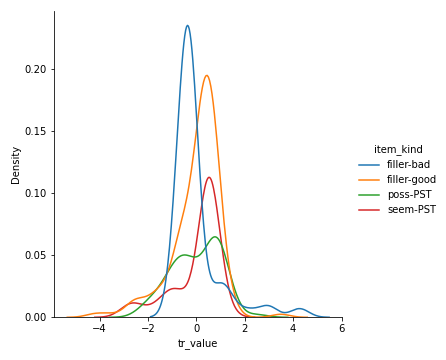 0.20
0.15
0.10
0.05
0.00
Density
−4
−2
0
2
4
6
tr_value
item_kind
filler-bad
filler-good
poss-PST
seem-PST